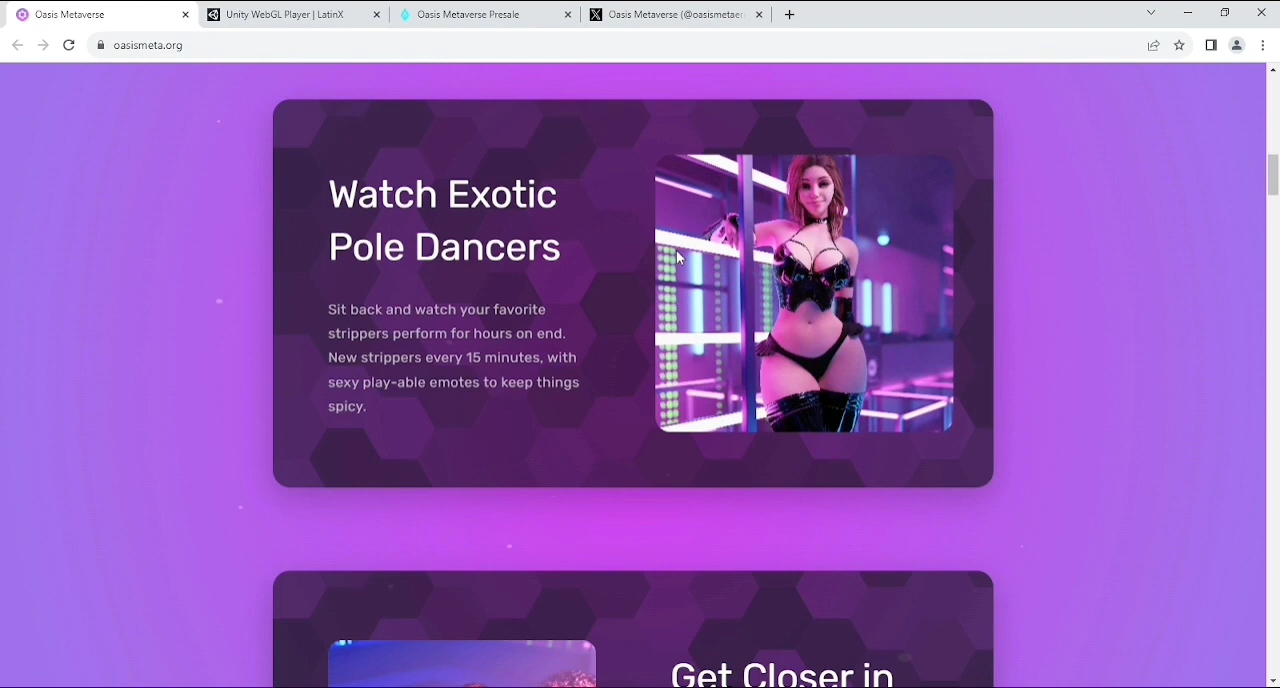 Oasis Metaverse
Unity WebGL Player | LatinX
Oasis Metaverse Presale
Oasis Metaverse (@oasismetaer
oasismeta.org
Watch Exotic
Pole Dancers
Sit back and watch your favorite
strippers perform for hours on end.
New strippers every 15 minutes, with
sexy play-able emotes to keep things
spicy.
Get Closer in